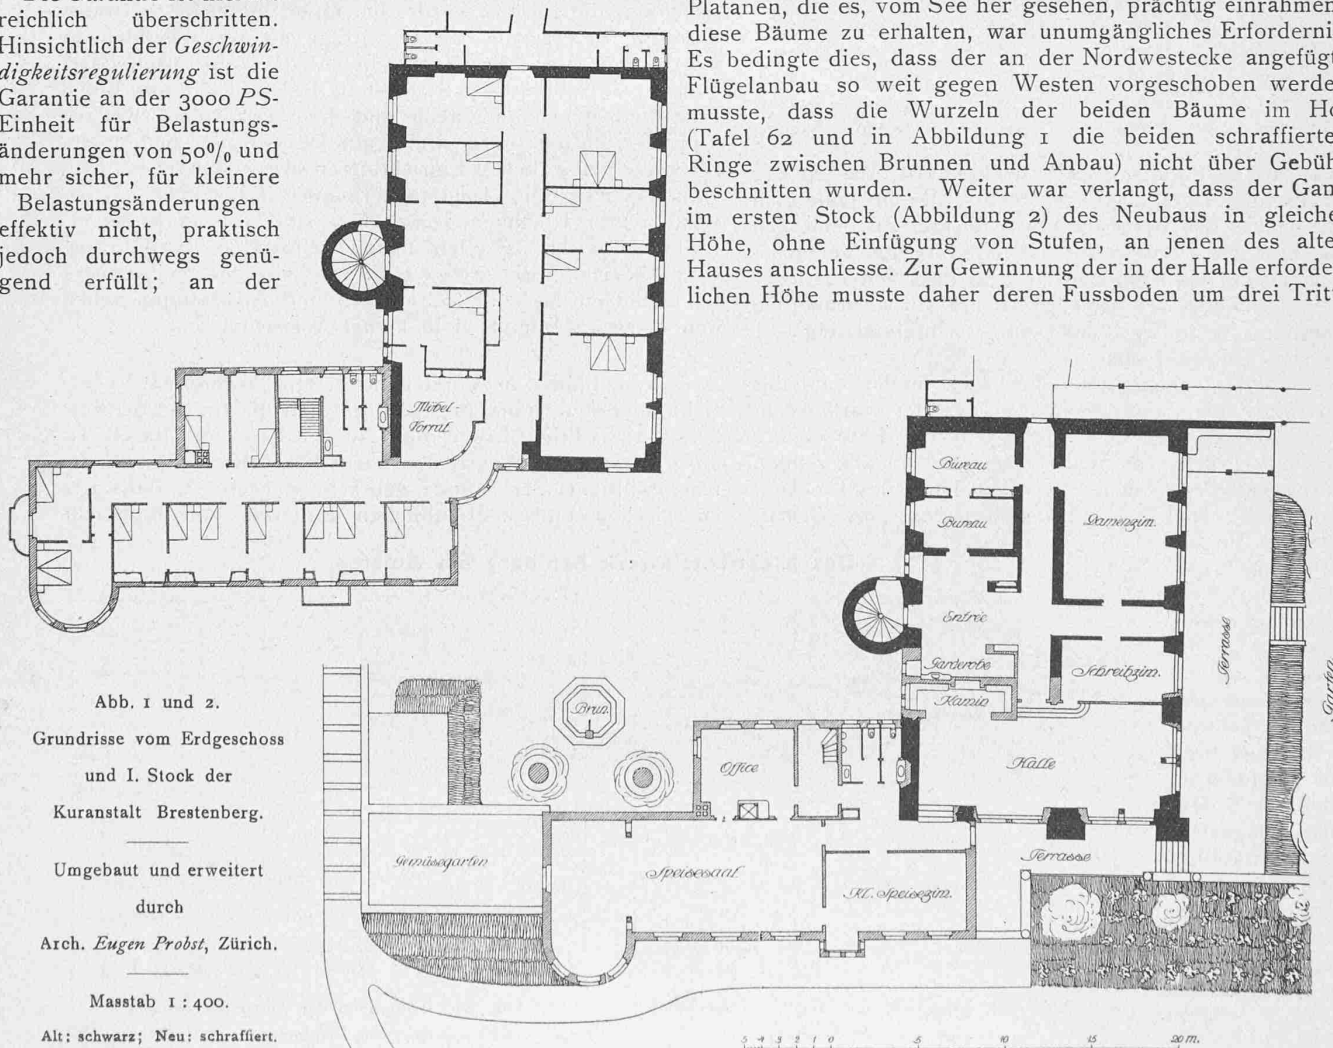 reichlich überschritten.
Hinsichtlich der Geschwin-
digkeitsregulierung ist die
Garantie an der 3000 PS-
Einheit für Belastungs-
änderungen von 50% und
mehr sicher, für kleinere
Belastungsänderungen
effektiv nicht, praktisch
jedoch durchwegs genü-
gend erfüllt; an der
Platanen, die es, vom See her gesehen, prächtig einrahmen
diese Bäume zu erhalten, war unumgängliches Erforderni
Es bedingte dies, dass der an der Nordwestecke angefügt
Flügelanbau so weit gegen Westen vorgeschoben werde
musste, dass die Wurzeln der beiden Bäume im Ho
(Tafel 62 und in Abbildung 1 die beiden schraffierte
Ringe zwischen Brunnen und Anbau) nicht über Gebüh
beschnitten wurden. Weiter war verlangt, dass der Gan
im ersten Stock (Abbildung 2) des Neubaus in gleiche
Höhe, ohne Einfügung von Stufen, an jenen des alte
Hauses anschliesse. Zur Gewinnung der in der Halle erforde
lichen Höhe musste daher deren Fussboden um drei Tritt
Möbel
Vorrat
Bureau
Bureau
Damenzim.
Entrée
Garderobe
Kamin
Schreibzim.
Terrasse
Garten
Halle
Brun.
Office
Gemüsegarten
Speisesaal
Kl. Speisezim.
Terrasse
Abb. 1 und 2.
Grundrisse vom Erdgeschoss
und I. Stock der
Kuranstalt Brestenberg.
Umgebaut und erweitert
durch
Arch. Eugen Probst, Zürich.
Masstab 1 : 400.
Alt: schwarz; Neu: schraffiert.
5 4 3 2 1 0 5 10 15 20 m.